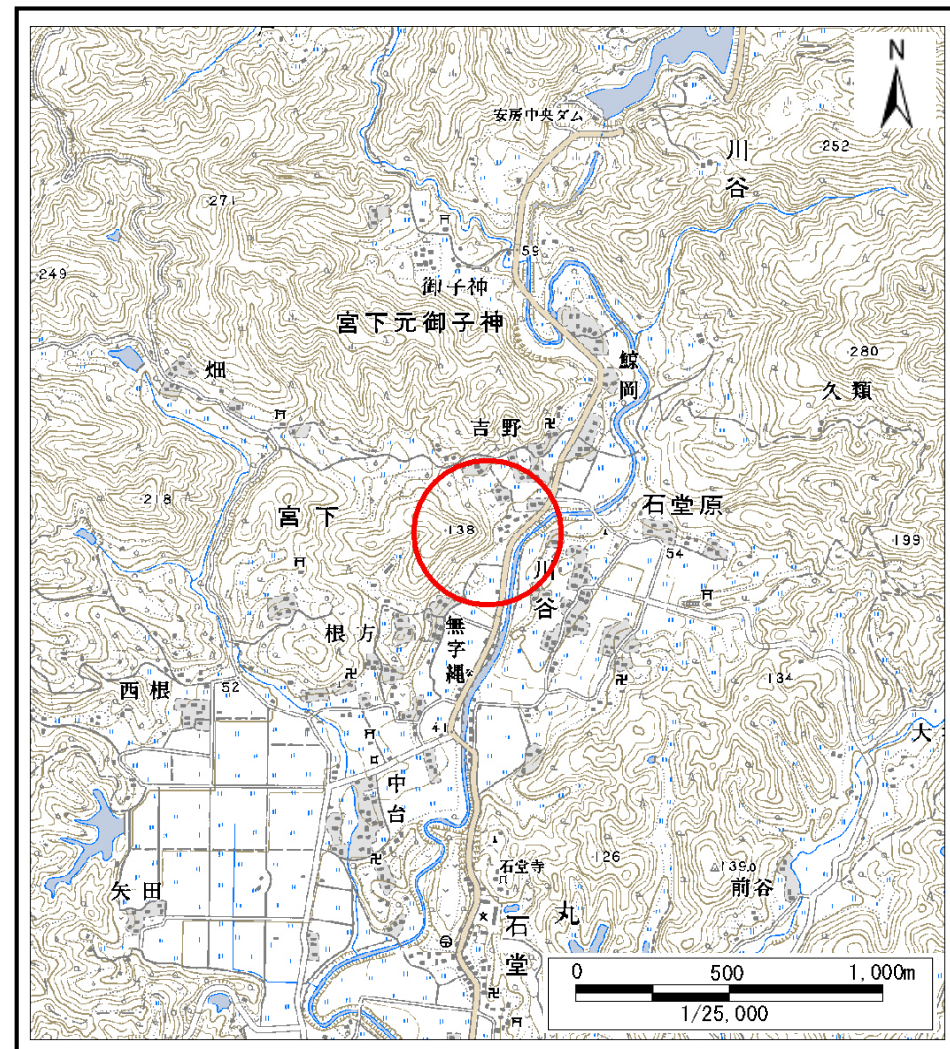 N
安房中央ダム
川谷
252
271
59
249
御子神
宮下元御子神
鯨岡
280
久類
畑
吉野
218
宮下
138
石堂原
199
54
川谷
根方
無字縄
134
西根
52
41
大
中台
126
139.0
石堂寺
前谷
矢田
丸
石堂
0 500 1,000m
1/25,000